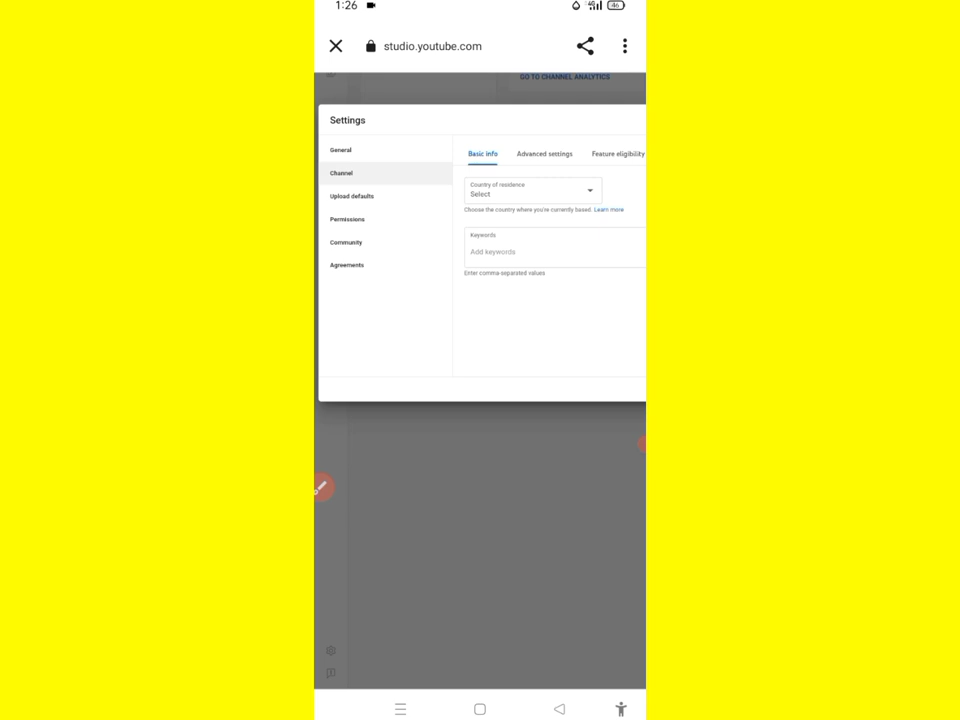 1:26
4G
46
studio.youtube.com
GO TO CHANNEL ANALYTICS
Settings
General
Channel
Upload defaults
Permissions
Community
Agreements
Basic info
Advanced settings
Feature eligibility
Country of residence
Select
Choose the country where you're currently based. Learn more
Keywords
Add keywords
Enter comma-separated values